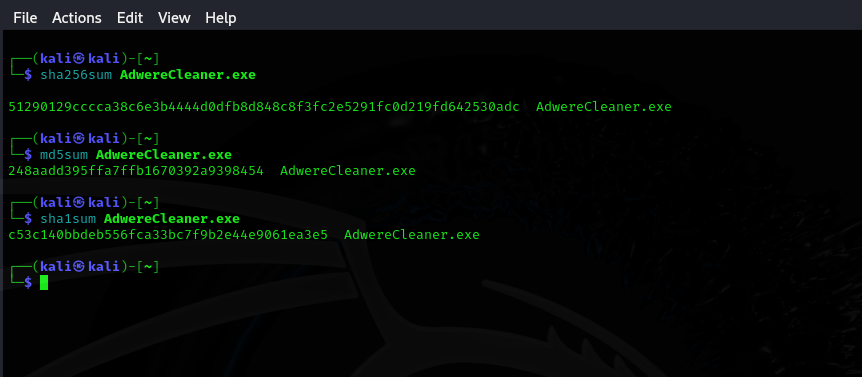 File Actions Edit View Help
┌──(kali㉿kali)-[~]
└─$ sha256sum AdwereCleaner.exe
51290129cccca38c6e3b4444d0dfb8d848c8f3fc2e5291fc0d219fd642530adc  AdwereCleaner.exe
┌──(kali㉿kali)-[~]
└─$ md5sum AdwereCleaner.exe
248aadd395ffa7ffb1670392a9398454  AdwereCleaner.exe
┌──(kali㉿kali)-[~]
└─$ sha1sum AdwereCleaner.exe
c53c140bbdeb556fca33bc7f9b2e44e9061ea3e5  AdwereCleaner.exe
┌──(kali㉿kali)-[~]
└─$